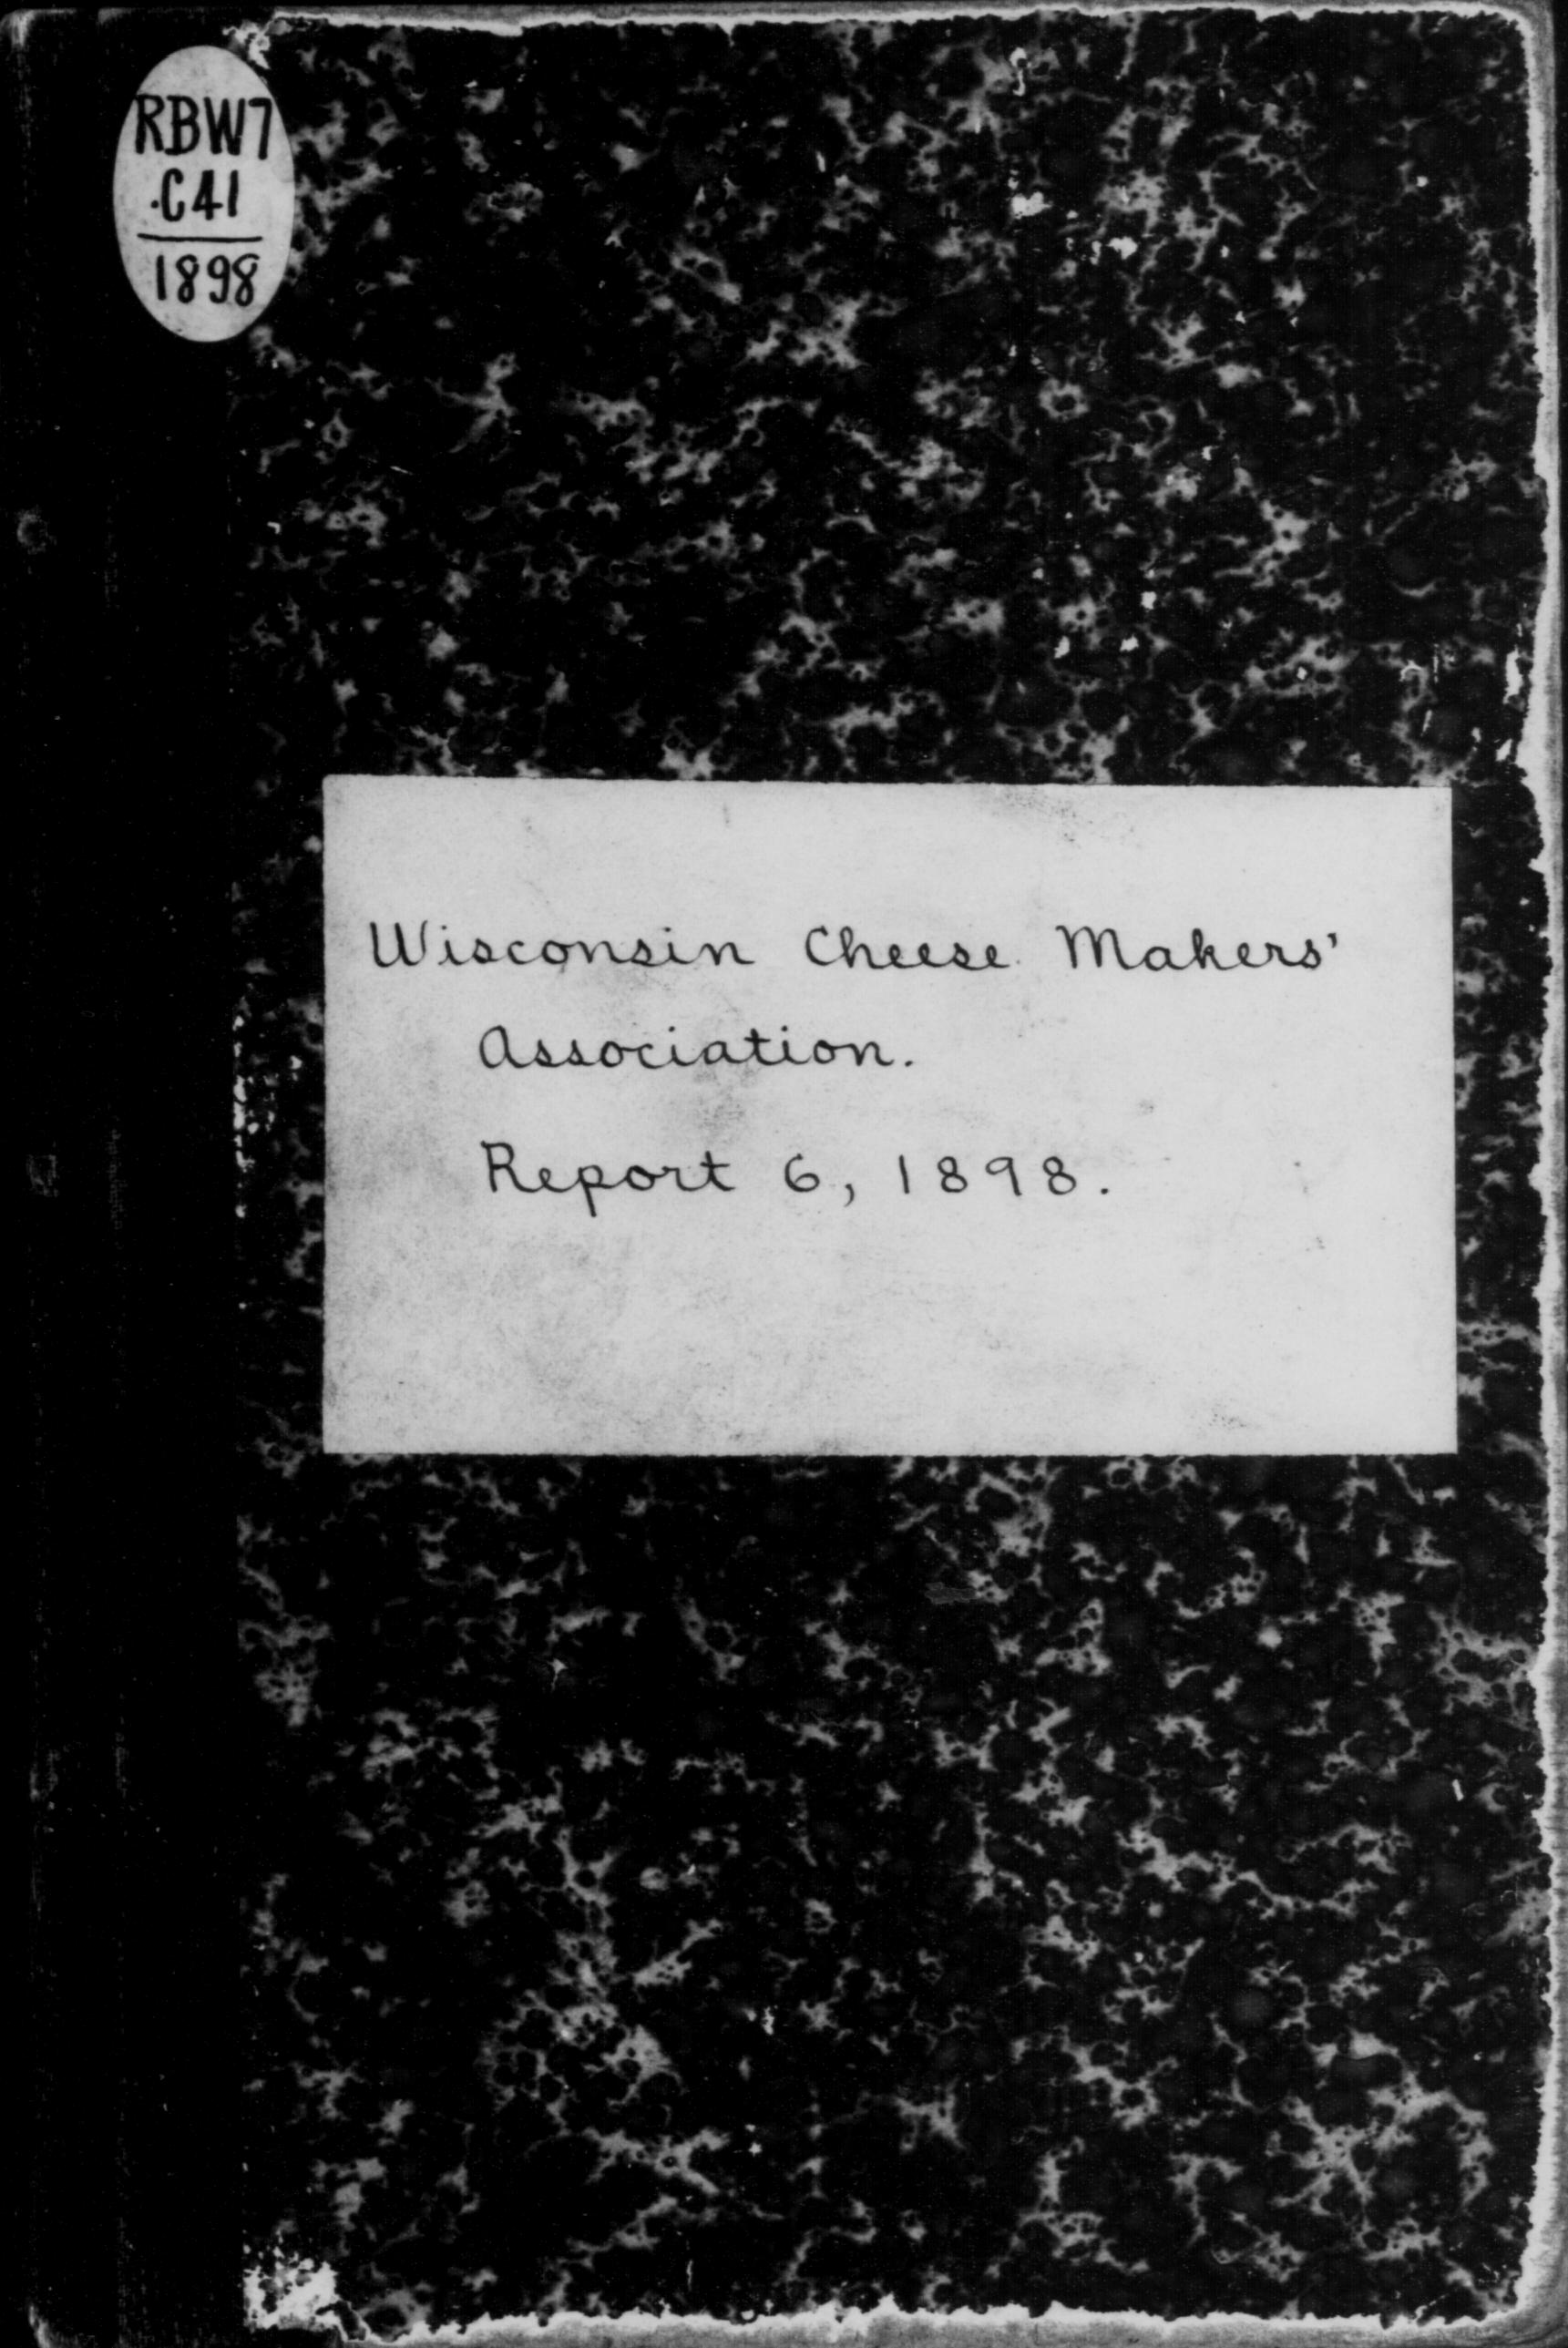 RBW7
.C41
1898
Wisconsin Cheese Makers'
Association.
Report 6, 1898.